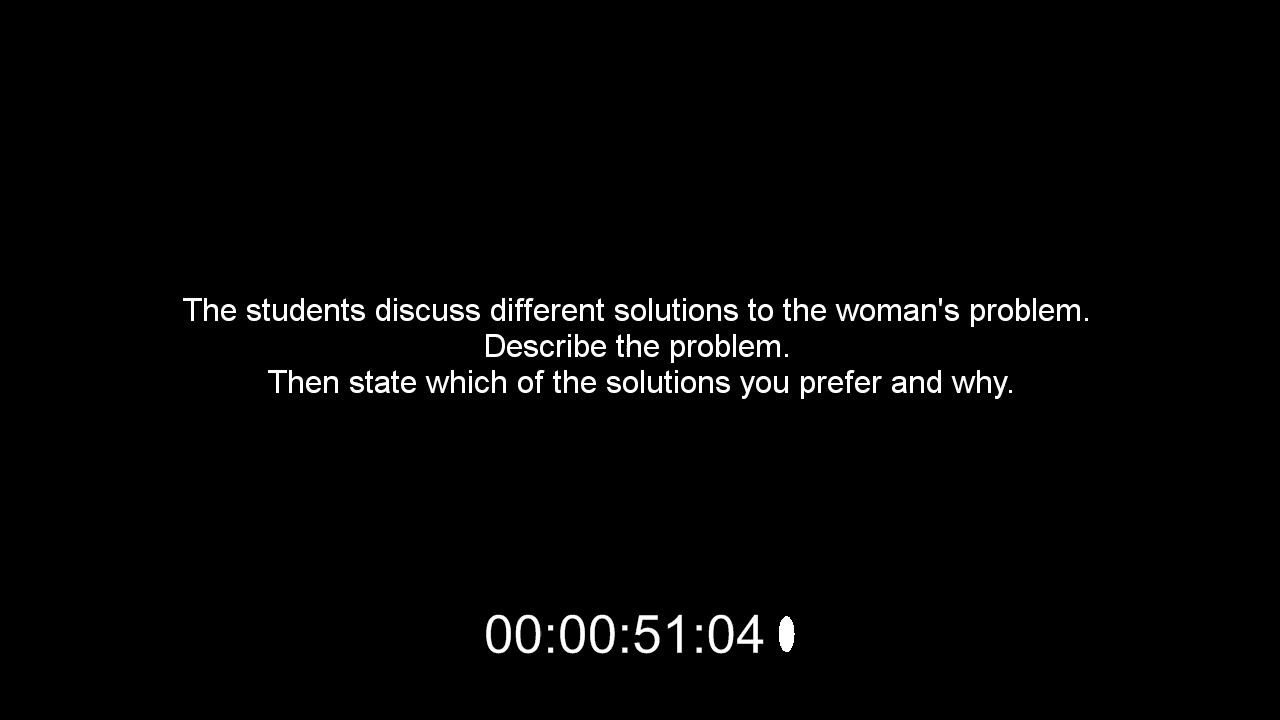 The students discuss different solutions to the woman's problem.
Describe the problem.
Then state which of the solutions you prefer and why.
00:00:51:04